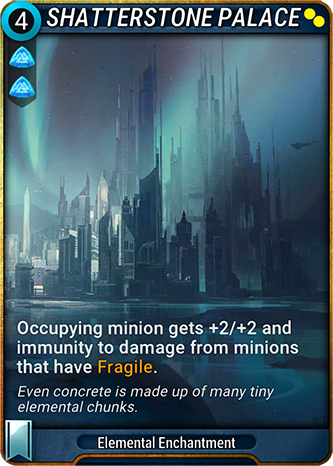 4 SHATTERSTONE PALACE
Occupying minion gets +2/+2 and
immunity to damage from minions
that have Fragile.
Even concrete is made up of many tiny
elemental chunks.
Elemental Enchantment